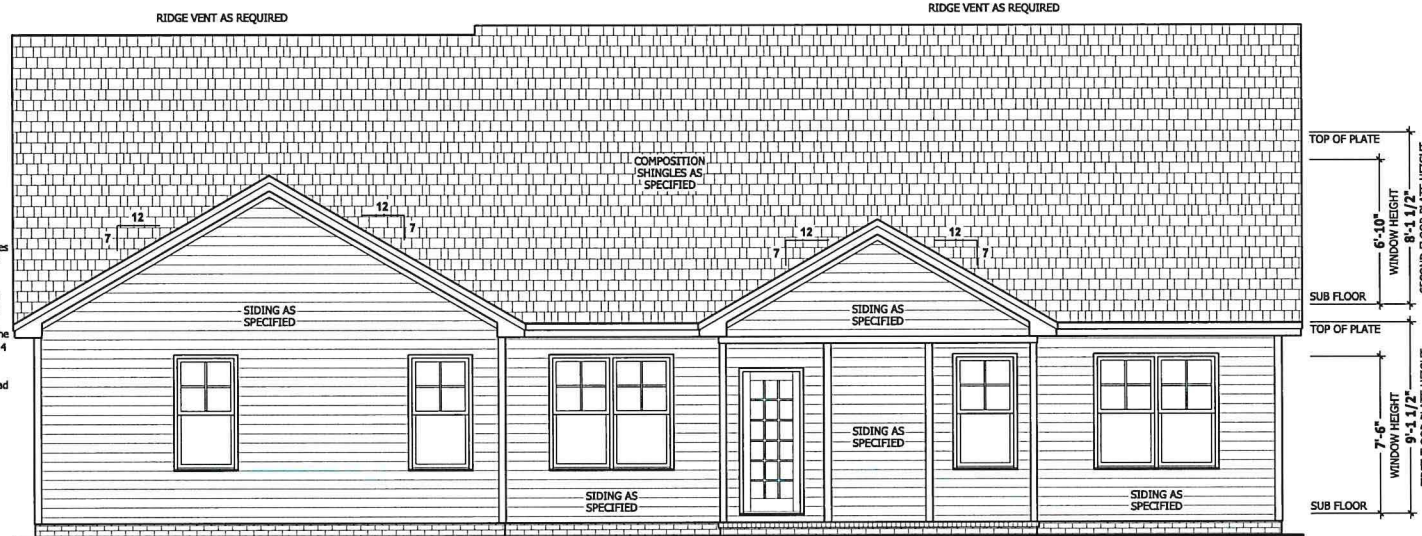 RIDGE VENT AS REQUIRED
RIDGE VENT AS REQUIRED
COMPOSITION
SHINGLES AS
SPECIFIED
12
7
12
7
12
7
12
7
SIDING AS
SPECIFIED
SIDING AS
SPECIFIED
SIDING AS
SPECIFIED
SIDING AS
SPECIFIED
SIDING AS
SPECIFIED
TOP OF PLATE
6'-10"
WINDOW HEIGHT
8'-1 1/2"
SUB FLOOR
TOP OF PLATE
7'-6"
WINDOW HEIGHT
9'-1 1/2"
SUB FLOOR